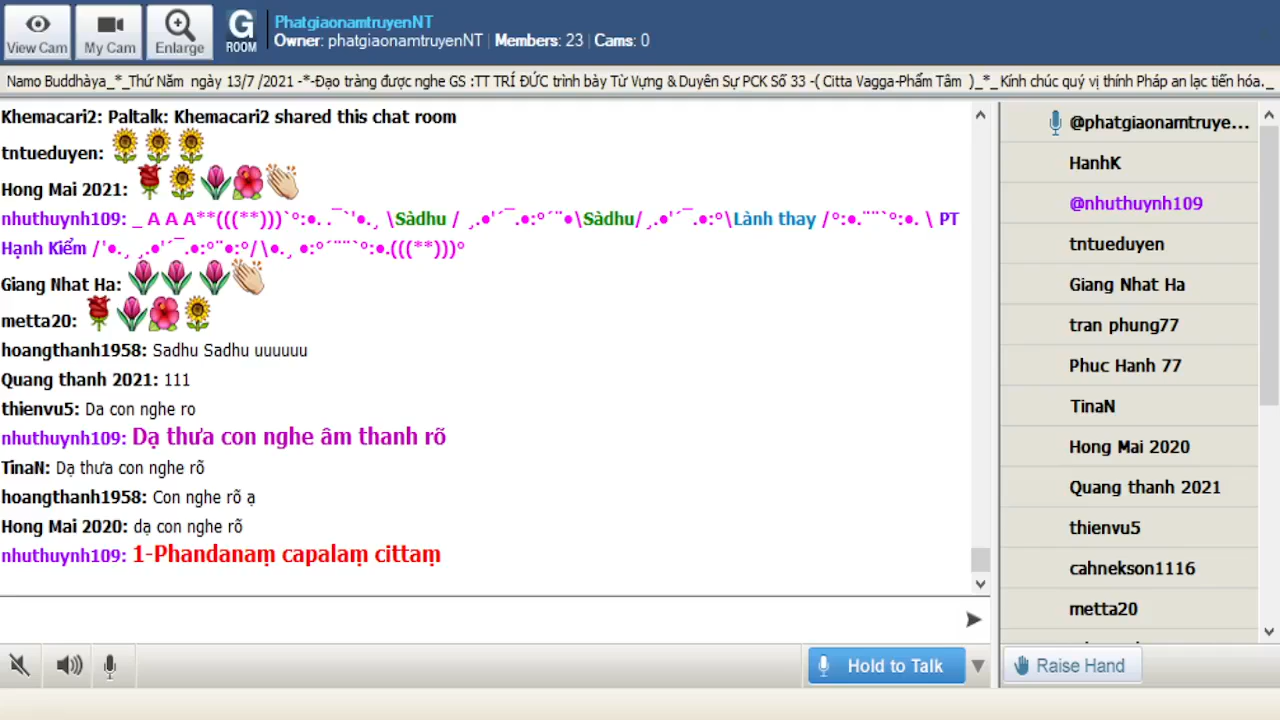 View Cam
My Cam
Enlarge
G
ROOM
PhatgiaonamtruyenNT
Owner: phatgiaonamtruyenNT | Members: 23 | Cams: 0
Namo Buddhàya_*_Thứ Năm ngày 13/7 /2021 -*-Đạo tràng được nghe GS :TT TRÍ ĐỨC trình bày Từ Vựng & Duyên Sự PCK Số 33 -( Citta Vagga-Phẩm Tâm )_*_Kính chúc quý vị thính Pháp an lạc tiến hóa._
Khemacari2: Paltalk: Khemacari2 shared this chat room
tntueduyen:
Hong Mai 2021:
nhuthuynh109: _ A A A**(((**)))`°:●. .¯`'●.¸ \Sàdhu / ¸.●'´¯.●:°´¨●\Sàdhu/¸.●'´¯.●:°\Lành thay /°:●.¨¨`°:●. \ PT
Hạnh Kiểm /'●.¸ ¸.●'´¯.●:°¨●:°/\●.¸ ●:°´¨¨`°:●.(((**)))°
Giang Nhat Ha:
metta20:
hoangthanh1958: Sadhu Sadhu uuuuuu
Quang thanh 2021: 111
thienvu5: Da con nghe ro
nhuthuynh109: Dạ thưa con nghe âm thanh rõ
TinaN: Dạ thưa con nghe rõ
hoangthanh1958: Con nghe rõ ạ
Hong Mai 2020: dạ con nghe rõ
nhuthuynh109: 1-Phandanaṃ capalaṃ cittaṃ
@phatgiaonamtruye...
HanhK
@nhuthuynh109
tntueduyen
Giang Nhat Ha
tran phung77
Phuc Hanh 77
TinaN
Hong Mai 2020
Quang thanh 2021
thienvu5
cahnekson1116
metta20
Hold to Talk
Raise Hand